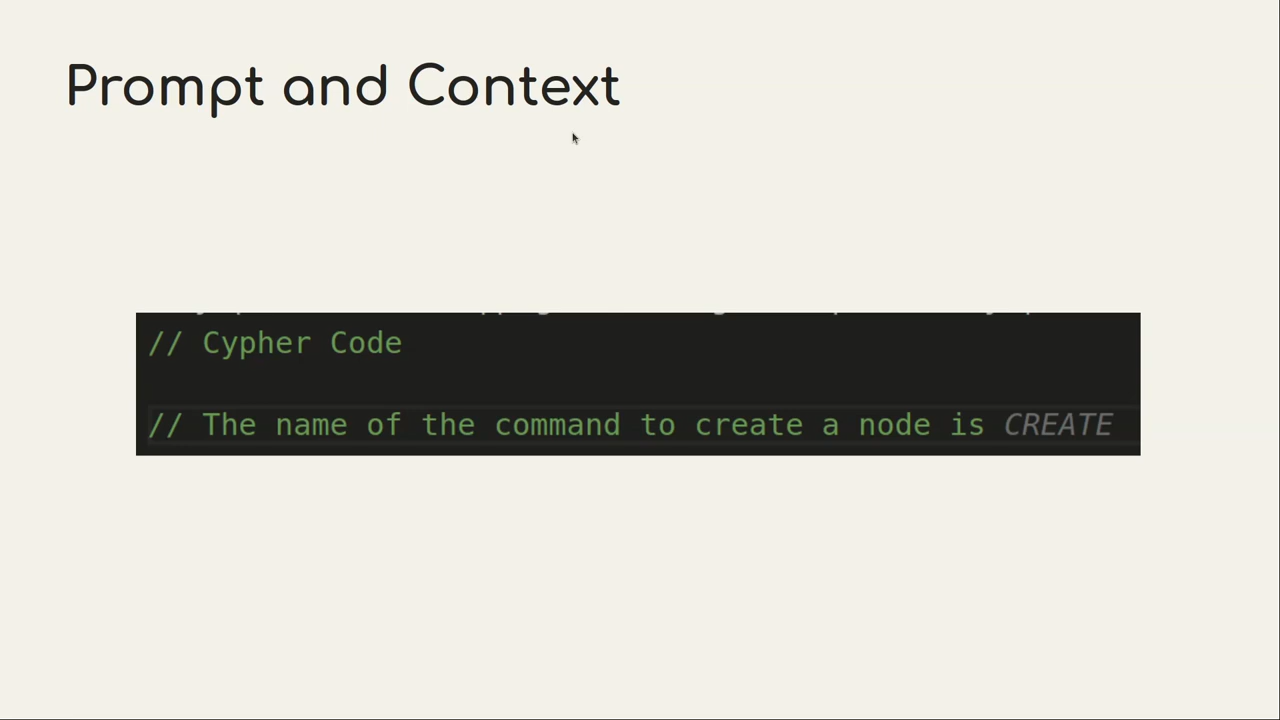 Prompt and Context
// Cypher Code
// The name of the command to create a node is CREATE